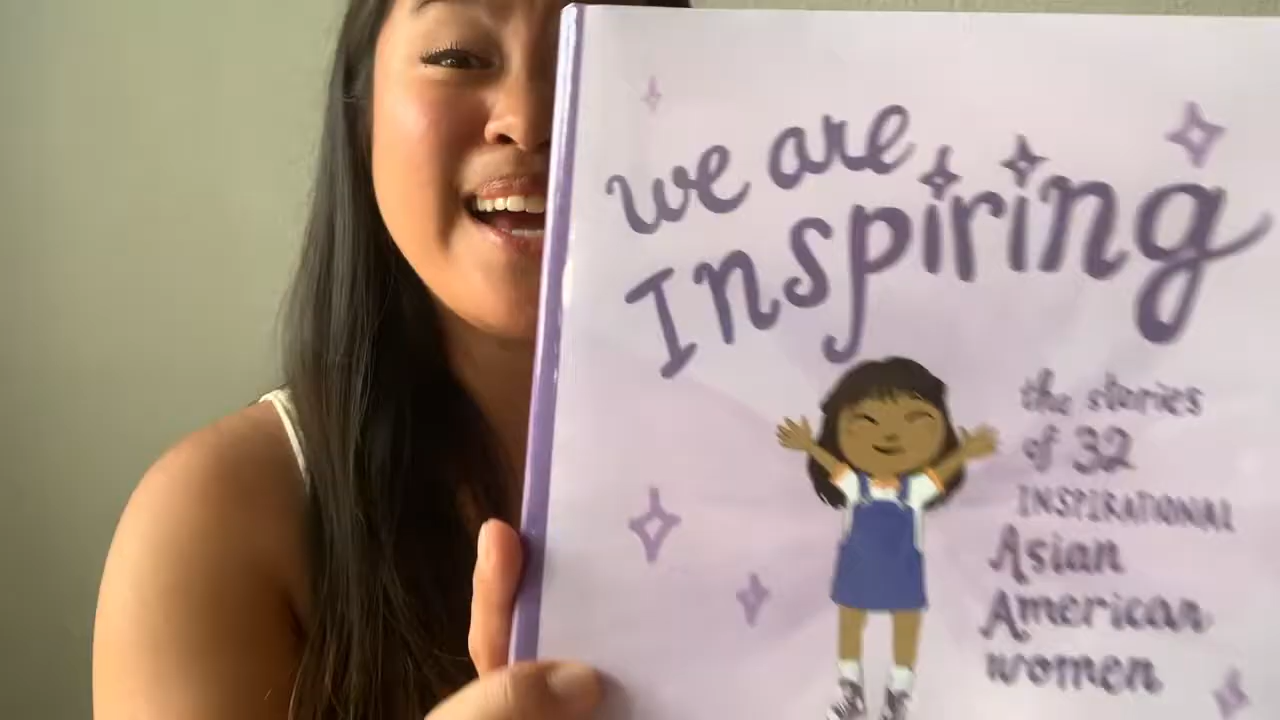 we are
Inspiring
the stories
of 32
INSPIRATIONAL
Asian
American
women